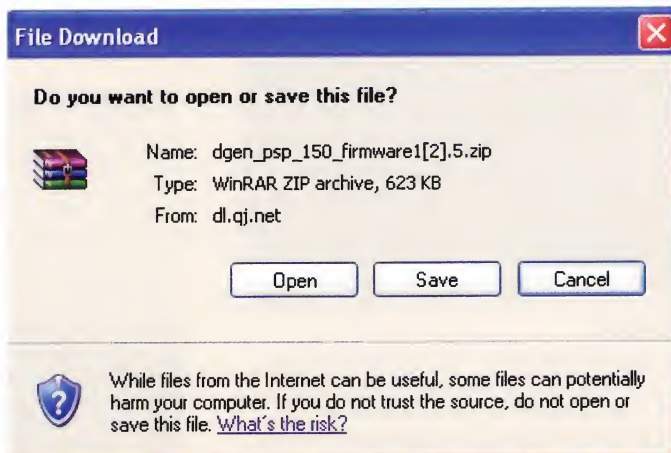 File Download
Do you want to open or save this file?
Name: dgen_psp_150_firmware1[2].5.zip
Type: WinRAR ZIP archive, 623 KB
From: dl.qj.net
Open Save Cancel
While files from the Internet can be useful, some files can potentially
harm your computer. If you do not trust the source, do not open or
save this file. What's the risk?